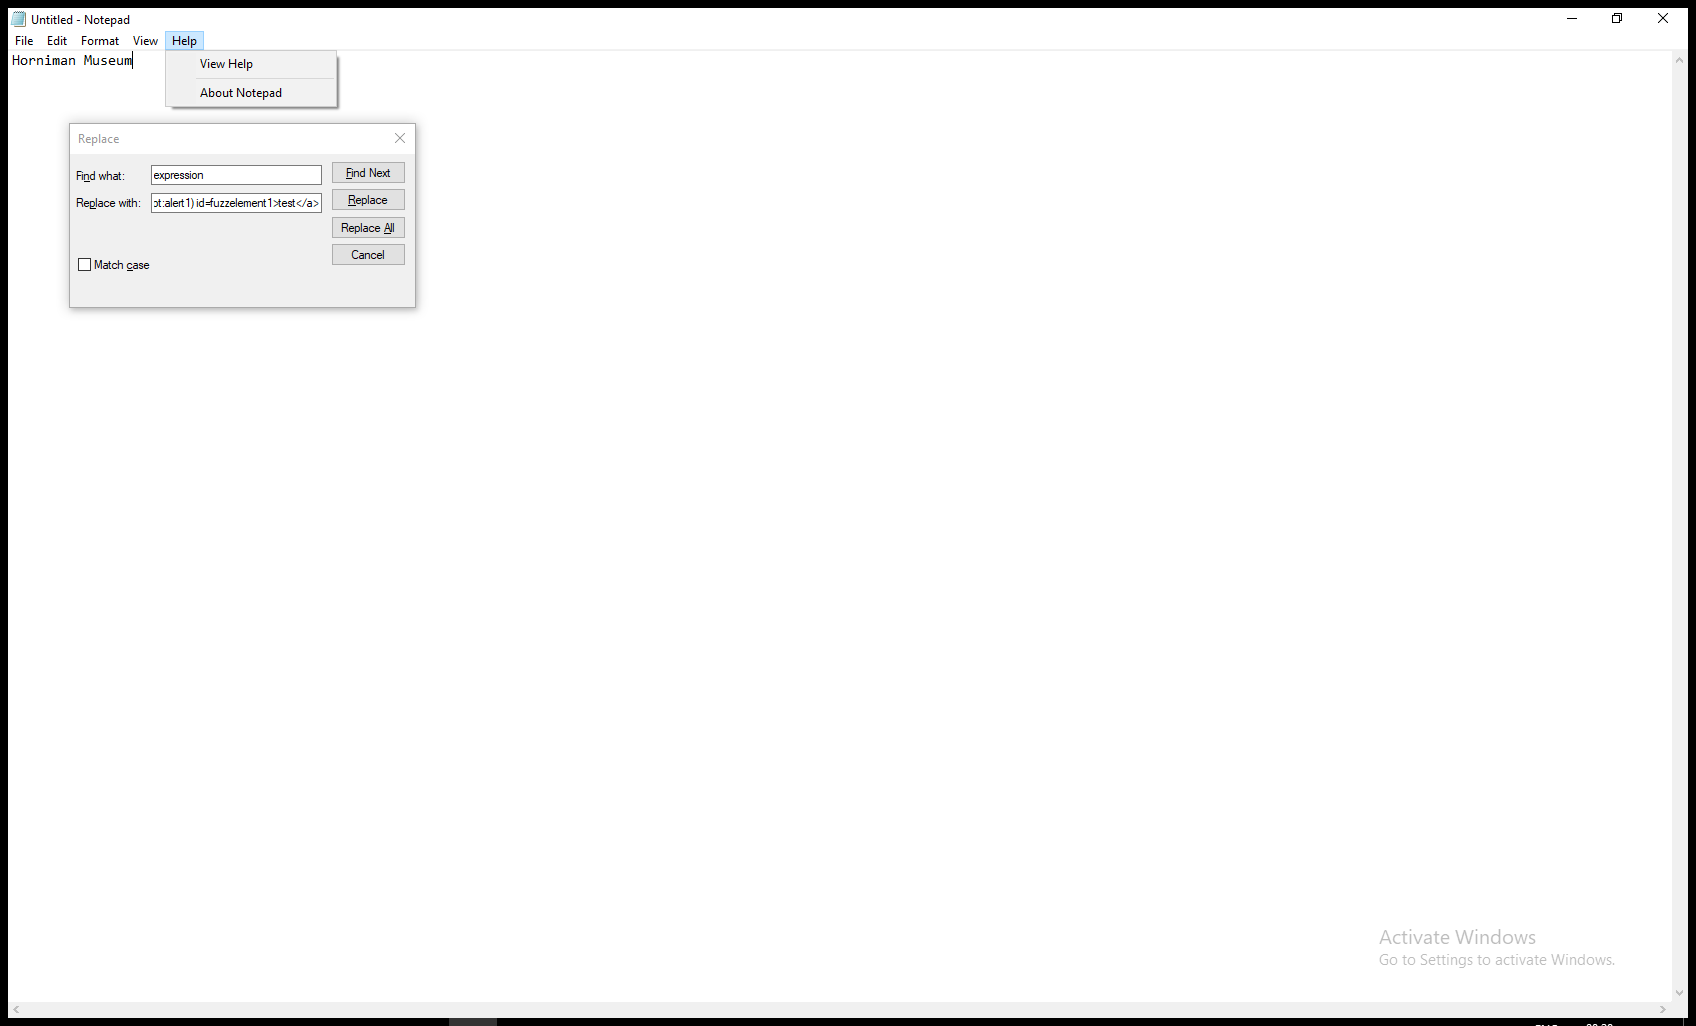 Untitled - Notepad
File Edit Format View Help
Horniman Museum
View Help
About Notepad
Replace
Find what: expression Find Next
Replace with: pt:alert1) id=fuzzelement1>test</a> Replace
Replace All
Cancel
Match case
Activate Windows
Go to Settings to activate Windows.